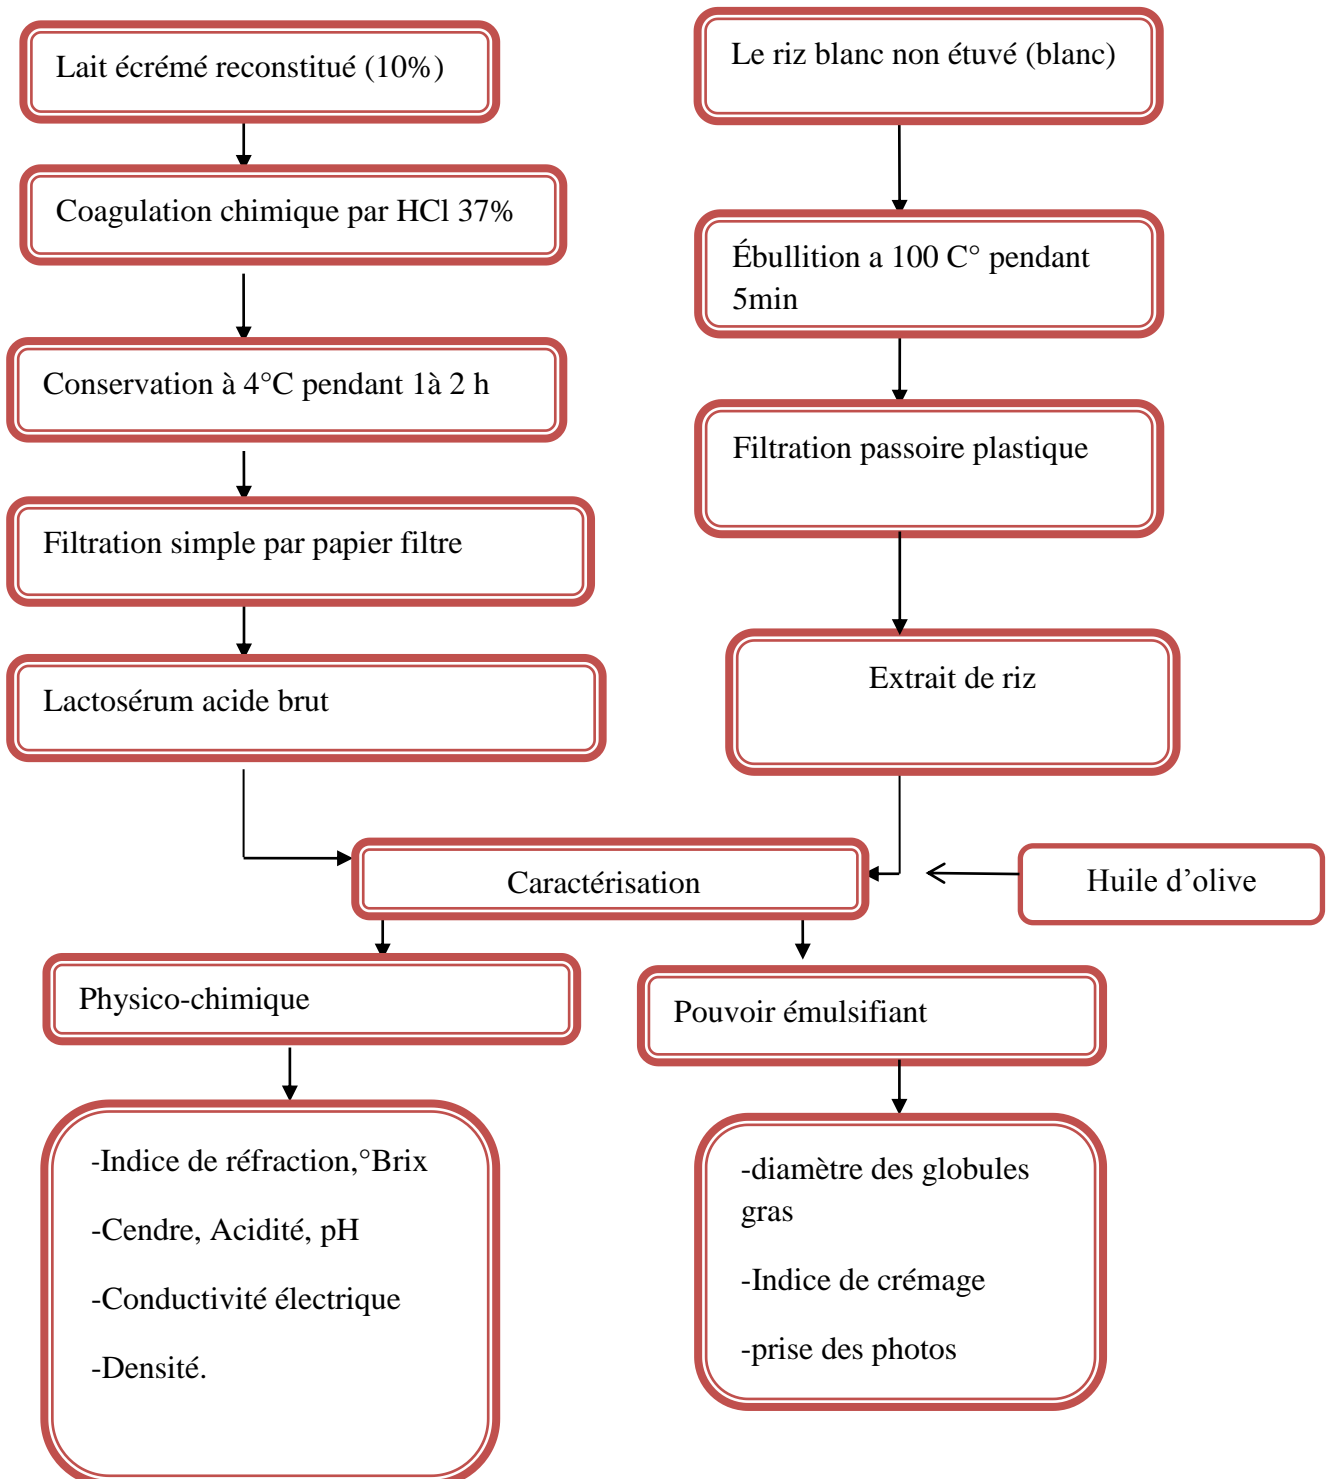 Lait écrémé reconstitué (10%)
Coagulation chimique par HCl 37%
Conservation à 4°C pendant 1à 2 h
Filtration simple par papier filtre
Lactosérum acide brut
Le riz blanc non étuvé (blanc)
Ébullition a 100 C° pendant
5min
Filtration passoire plastique
Extrait de riz
Caractérisation
Huile d’olive
Physico-chimique
-Indice de réfraction,°Brix
-Cendre, Acidité, pH
-Conductivité électrique
-Densité.
Pouvoir émulsifiant
-diamètre des globules
gras
-Indice de crémage
-prise des photos